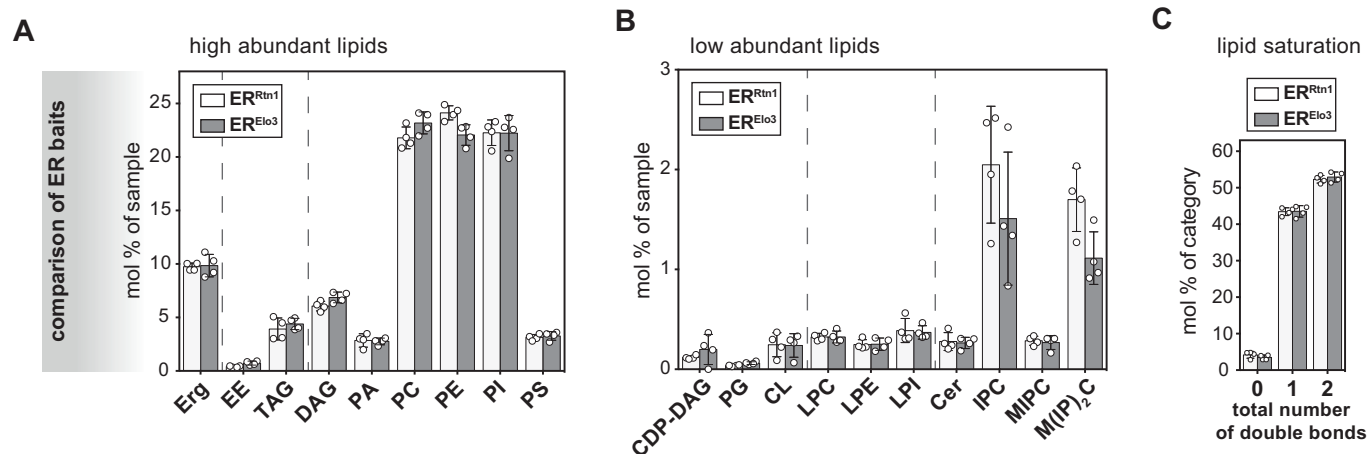 A
high abundant lipids
comparison of ER baits
mol % of sample
25
20
15
10
5
0
ER^Rtn1
ER^Elo3
Erg
EE
TAG
DAG
PA
PC
PE
PI
PS
B
low abundant lipids
mol % of sample
3
2
1
0
ER^Rtn1
ER^Elo3
CDP-DAG
PG
CL
LPC
LPE
LPI
Cer
IPC
MIPC
M(IP)₂C
C
lipid saturation
ER^Rtn1
ER^Elo3
mol % of category
60
50
40
30
20
10
0
0 1 2
total number
of double bonds